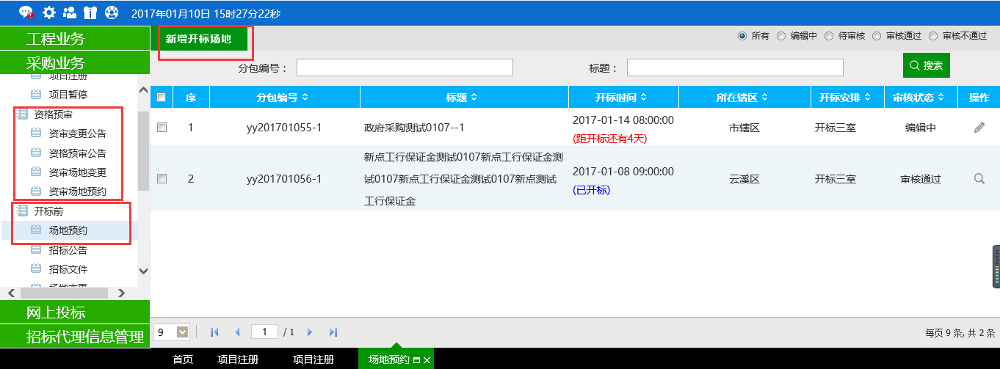 2017年01月10日 15时27分22秒
工程业务
采购业务
项目注册
项目暂停
资格预审
资审变更公告
资格预审公告
资审场地变更
资审场地预约
开标前
场地预约
招标公告
招标文件
场地变更
网上投标
招标代理信息管理
新增开标场地
所有 编辑中 待审核 审核通过 审核不通过
分包编号： 标题： 搜索
序 分包编号 标题 开标时间 所在辖区 开标安排 审核状态 操作
1 yy201701055-1 政府采购测试0107--1 2017-01-14 08:00:00 市辖区 开标三室 编辑中
(距开标还有4天)
新点工行保证金测试0107新点工行保证金测
2 yy201701056-1 试0107新点工行保证金测试0107新点测试 2017-01-08 09:00:00 云溪区 开标三室 审核通过
工行保证金 (已开标)
9 1 / 1 每页 9 条, 共 2 条
首页 项目注册 项目注册 场地预约